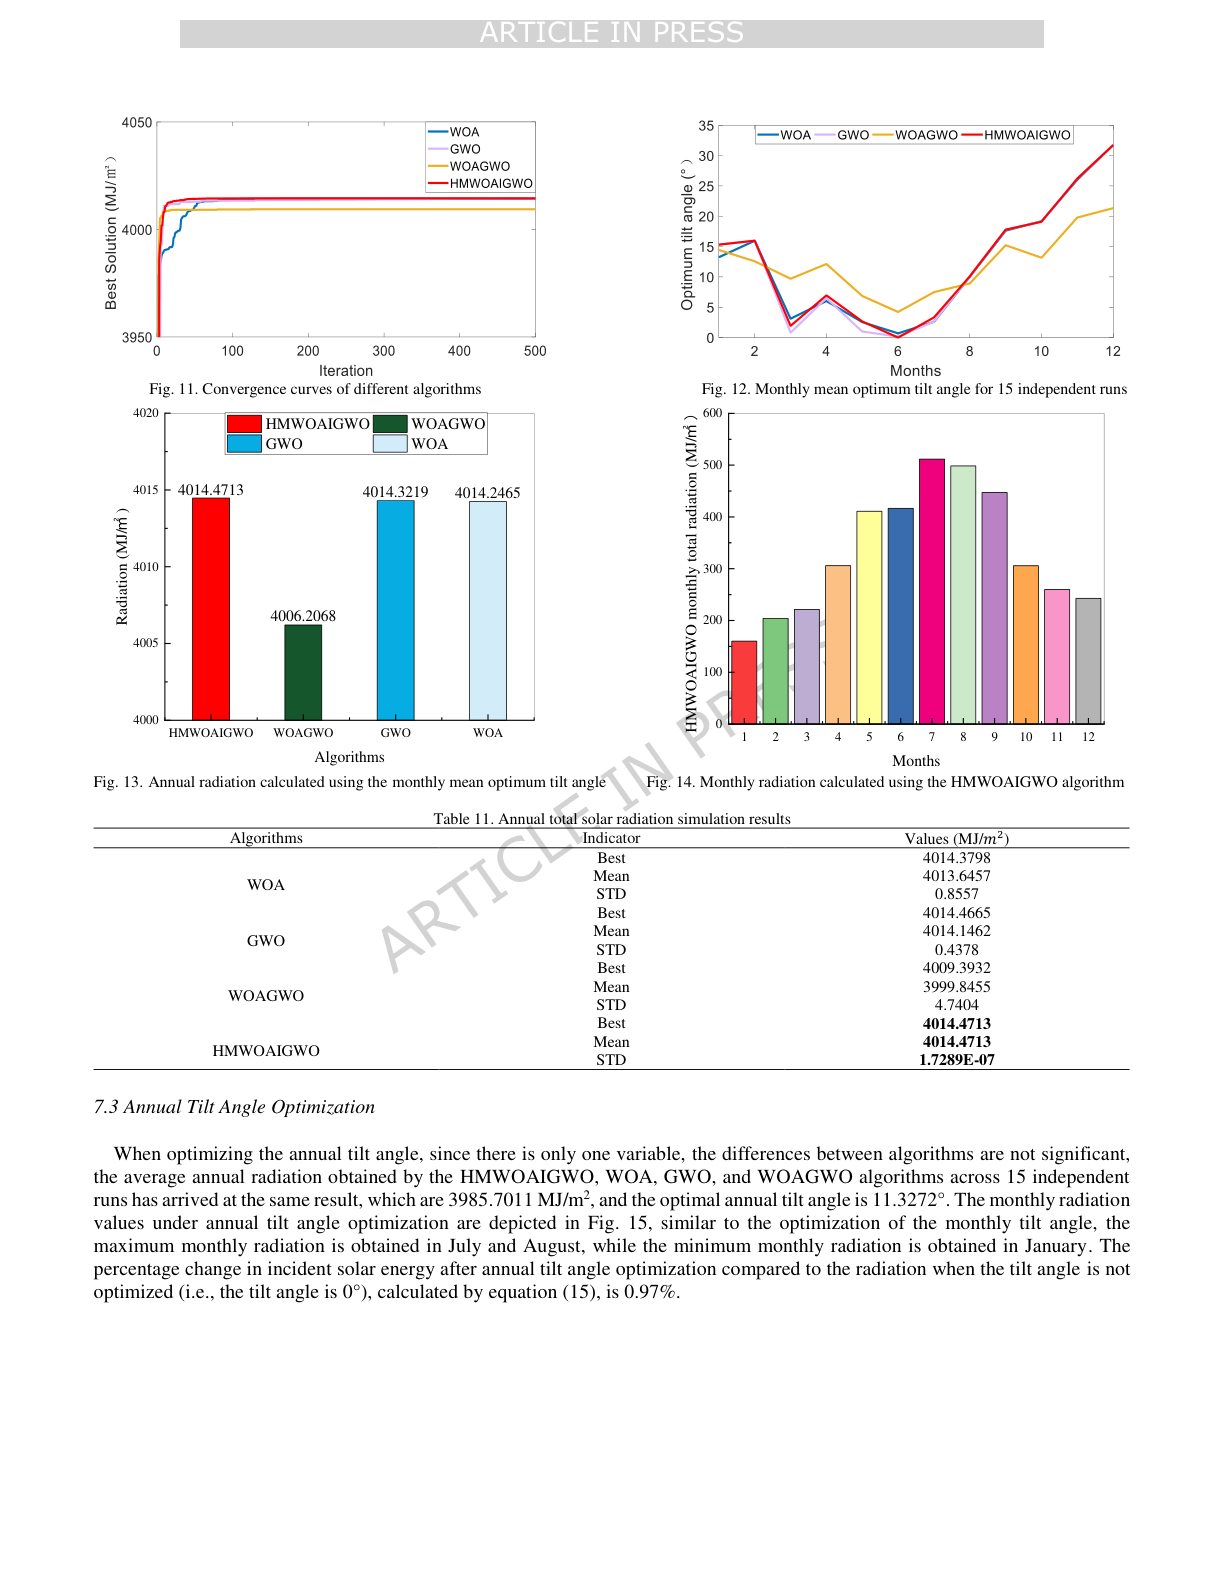 ARTICLE IN PRESS
4050
4000
3950
Best Solution (MJ/m²)
WOA
GWO
WOAGWO
HMWOAIGWO
0 100 200 300 400 500
Iteration
Fig. 11. Convergence curves of different algorithms
35
30
25
20
15
10
5
0
Optimum tilt angle (°)
WOA GWO WOAGWO HMWOAIGWO
2 4 6 8 10 12
Months
Fig. 12. Monthly mean optimum tilt angle for 15 independent runs
4020
4015
4010
4005
4000
Radiation (MJ/m²)
HMWOAIGWO WOAGWO
GWO WOA
4014.4713
4006.2068
4014.3219
4014.2465
HMWOAIGWO WOAGWO GWO WOA
Algorithms
Fig. 13. Annual radiation calculated using the monthly mean optimum tilt angle
600
500
400
300
200
100
0
HMWOAIGWO monthly total radiation (MJ/m²)
1 2 3 4 5 6 7 8 9 10 11 12
Months
Fig. 14. Monthly radiation calculated using the HMWOAIGWO algorithm
ARTICLE IN PRESS
Table 11. Annual total solar radiation simulation results
Algorithms Indicator Values (MJ/m²)
WOA
Best 4014.3798
Mean 4013.6457
STD 0.8557
GWO
Best 4014.4665
Mean 4014.1462
STD 0.4378
WOAGWO
Best 4009.3932
Mean 3999.8455
STD 4.7404
HMWOAIGWO
Best 4014.4713
Mean 4014.4713
STD 1.7289E-07
7.3 Annual Tilt Angle Optimization
When optimizing the annual tilt angle, since there is only one variable, the differences between algorithms are not significant,
the average annual radiation obtained by the HMWOAIGWO, WOA, GWO, and WOAGWO algorithms across 15 independent
runs has arrived at the same result, which are 3985.7011 MJ/m², and the optimal annual tilt angle is 11.3272°. The monthly radiation
values under annual tilt angle optimization are depicted in Fig. 15, similar to the optimization of the monthly tilt angle, the
maximum monthly radiation is obtained in July and August, while the minimum monthly radiation is obtained in January. The
percentage change in incident solar energy after annual tilt angle optimization compared to the radiation when the tilt angle is not
optimized (i.e., the tilt angle is 0°), calculated by equation (15), is 0.97%.